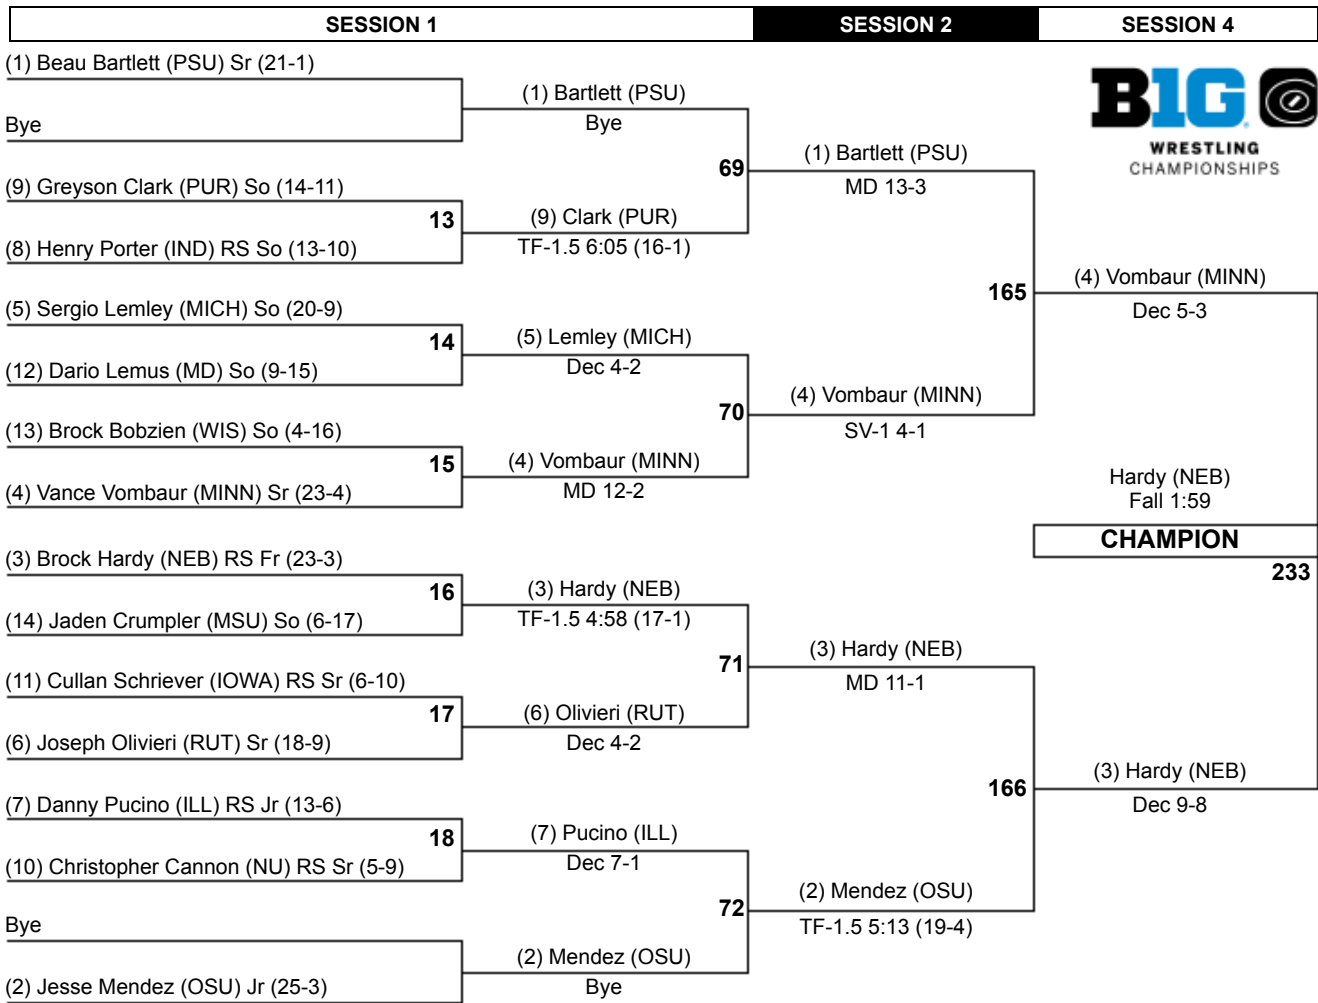 SESSION 1
SESSION 2
SESSION 4
B1G
WRESTLING
CHAMPIONSHIPS
(1) Beau Bartlett (PSU) Sr (21-1)
Bye
(9) Greyson Clark (PUR) So (14-11)
13
(8) Henry Porter (IND) RS So (13-10)
(5) Sergio Lemley (MICH) So (20-9)
14
(12) Dario Lemus (MD) So (9-15)
(13) Brock Bobzien (WIS) So (4-16)
15
(4) Vance Vombaur (MINN) Sr (23-4)
(3) Brock Hardy (NEB) RS Fr (23-3)
16
(14) Jaden Crumpler (MSU) So (6-17)
(11) Cullan Schriever (IOWA) RS Sr (6-10)
17
(6) Joseph Olivieri (RUT) Sr (18-9)
(7) Danny Pucino (ILL) RS Jr (13-6)
18
(10) Christopher Cannon (NU) RS Sr (5-9)
Bye
(2) Jesse Mendez (OSU) Jr (25-3)
(1) Bartlett (PSU)
Bye
69
(9) Clark (PUR)
TF-1.5 6:05 (16-1)
(5) Lemley (MICH)
Dec 4-2
70
(4) Vombaur (MINN)
MD 12-2
(3) Hardy (NEB)
TF-1.5 4:58 (17-1)
71
(6) Olivieri (RUT)
Dec 4-2
(7) Pucino (ILL)
Dec 7-1
72
(2) Mendez (OSU)
Bye
(1) Bartlett (PSU)
MD 13-3
165
(4) Vombaur (MINN)
SV-1 4-1
(3) Hardy (NEB)
MD 11-1
166
(2) Mendez (OSU)
TF-1.5 5:13 (19-4)
(4) Vombaur (MINN)
Dec 5-3
Hardy (NEB)
Fall 1:59
CHAMPION
233
(3) Hardy (NEB)
Dec 9-8